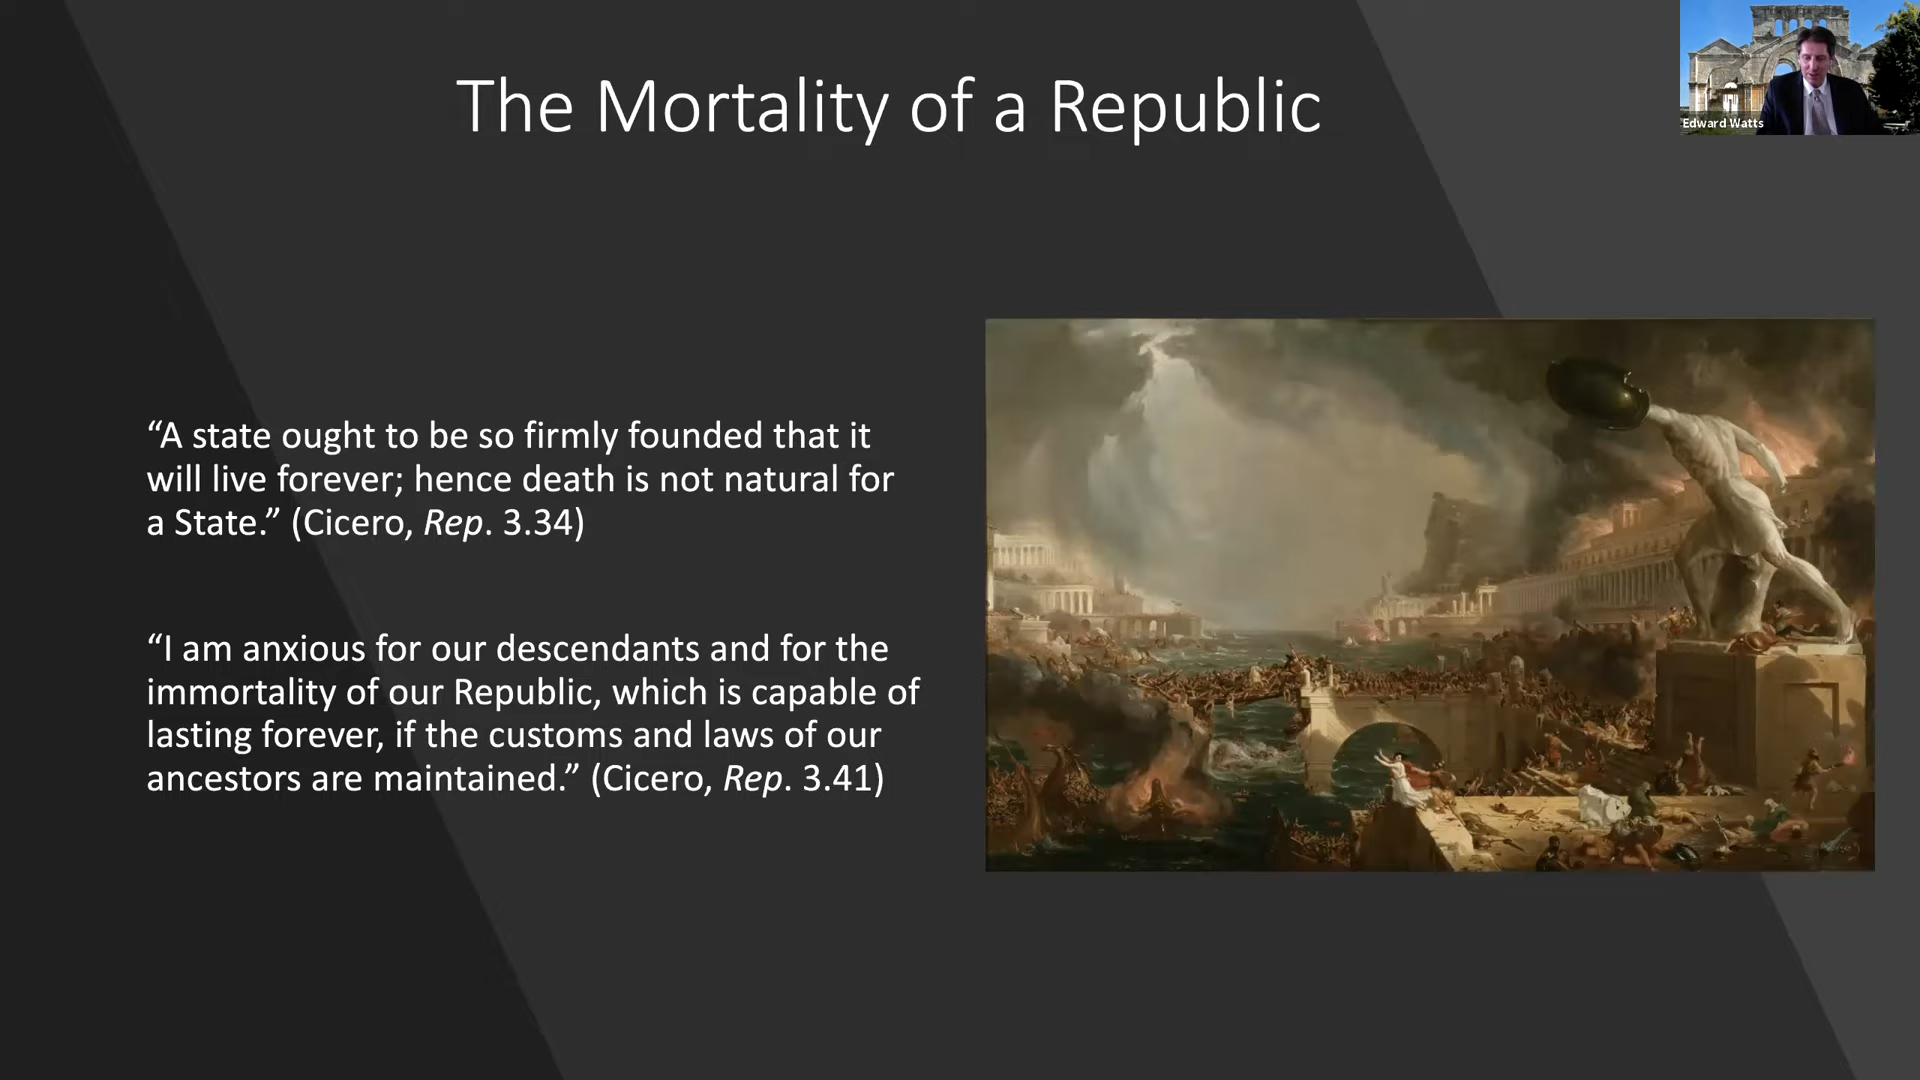 The Mortality of a Republic
Edward Watts
“A state ought to be so firmly founded that it
will live forever; hence death is not natural for
a State.” (Cicero, Rep. 3.34)
“I am anxious for our descendants and for the
immortality of our Republic, which is capable of
lasting forever, if the customs and laws of our
ancestors are maintained.” (Cicero, Rep. 3.41)